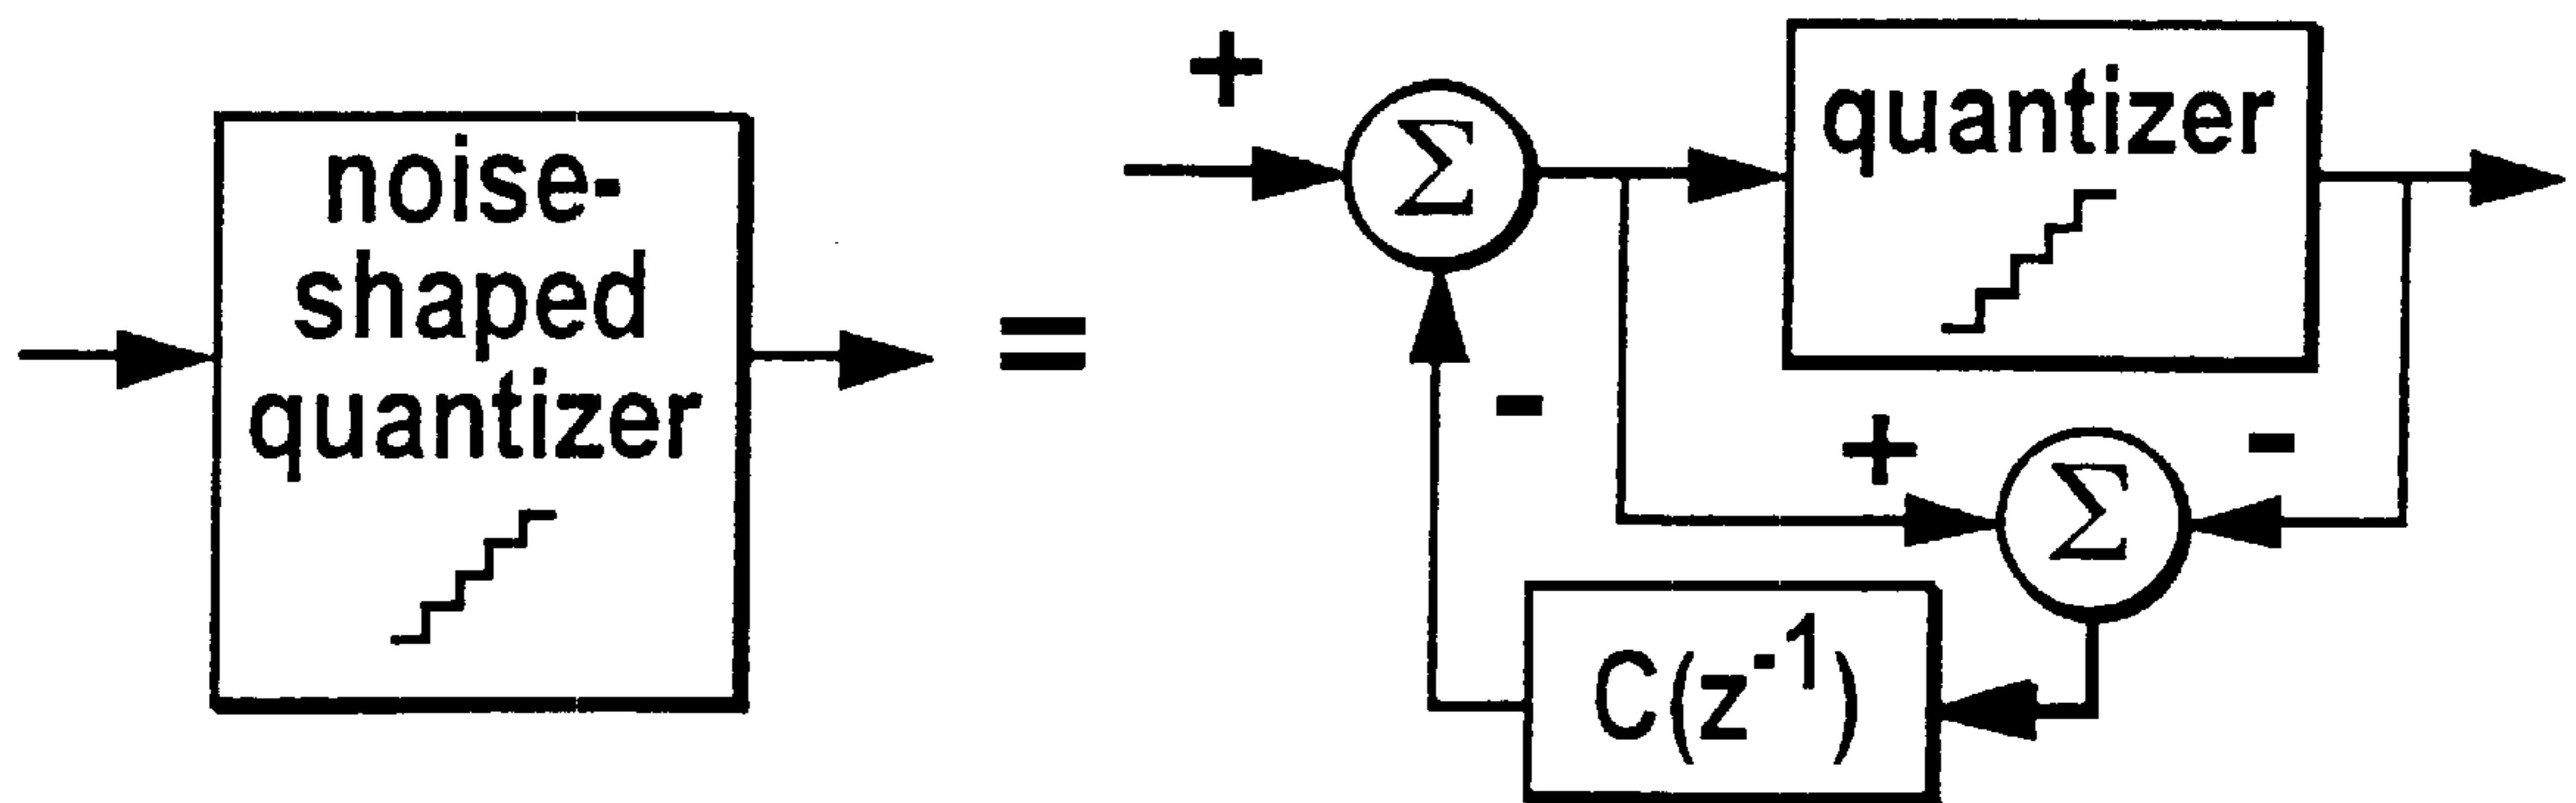 noise-
shaped
quantizer
=
+
Σ
quantizer
-
+
Σ
-
C(z⁻¹)